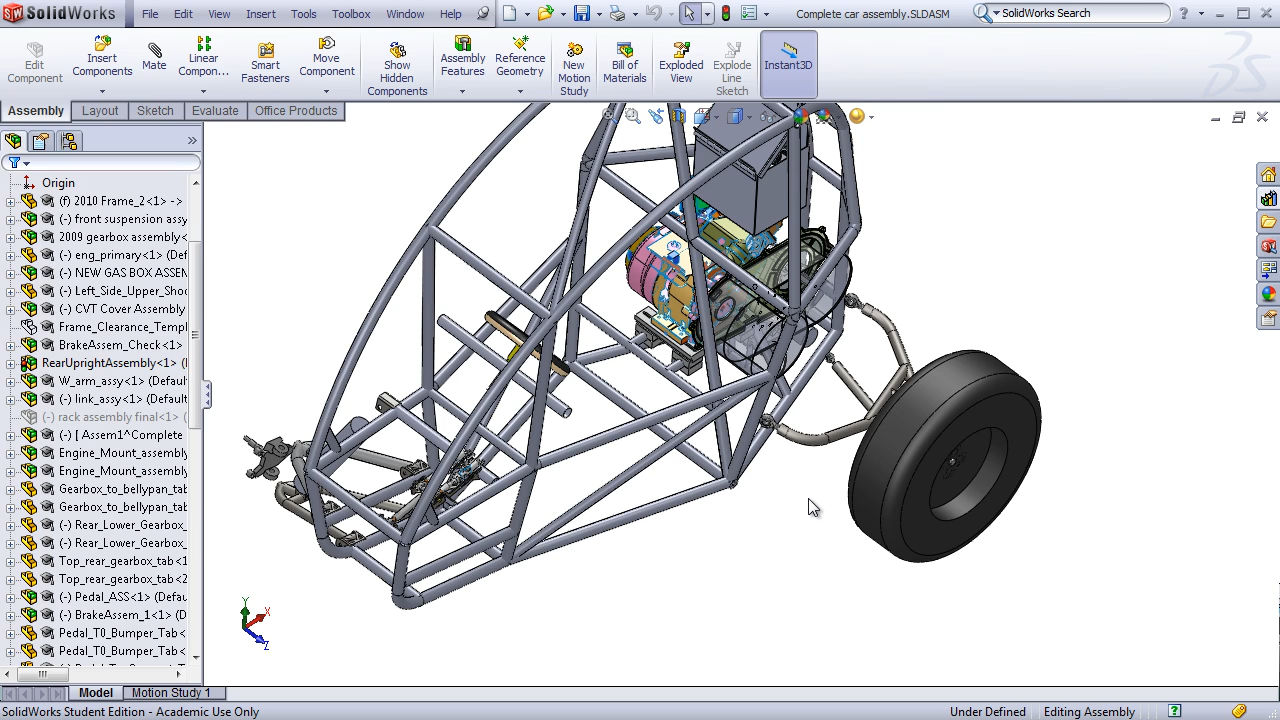 SolidWorks
File Edit View Insert Tools Toolbox Window Help
Complete car assembly.SLDASM
SolidWorks Search
Edit Component
Insert Components
Mate
Linear Compon...
Smart Fasteners
Move Component
Show Hidden Components
Assembly Features
Reference Geometry
New Motion Study
Bill of Materials
Exploded View
Explode Line Sketch
Instant3D
Assembly Layout Sketch Evaluate Office Products
Origin
(f) 2010 Frame_2<1> ->
(-) front suspension assy
2009 gearbox assembly<
(-) eng_primary<1> (Def
(-) NEW GAS BOX ASSEM
(-) Left_Side_Upper_Shoc
(-) CVT Cover Assembly
Frame_Clearance_Templ
BrakeAssem_Check<1>
RearUprightAssembly<1> (
W_arm_assy<1> (Default
(-) link_assy<1> (Default
(-) rack assembly final<1> (
(-) [ Assem1^Complete
Engine_Mount_assembly
Engine_Mount_assembly
Gearbox_to_bellypan_tab
Gearbox_to_bellypan_tab
(-) Rear_Lower_Gearbox_
(-) Rear_Lower_Gearbox_
Top_rear_gearbox_tab<1
Top_rear_gearbox_tab<2
(-) Pedal_ASS<1> (Defau
(-) BrakeAssem_1<1> (D
Pedal_T0_Bumper_Tab<
Pedal_T0_Bumper_Tab<
Y
X
Z
Model Motion Study 1
SolidWorks Student Edition - Academic Use Only
Under Defined Editing Assembly